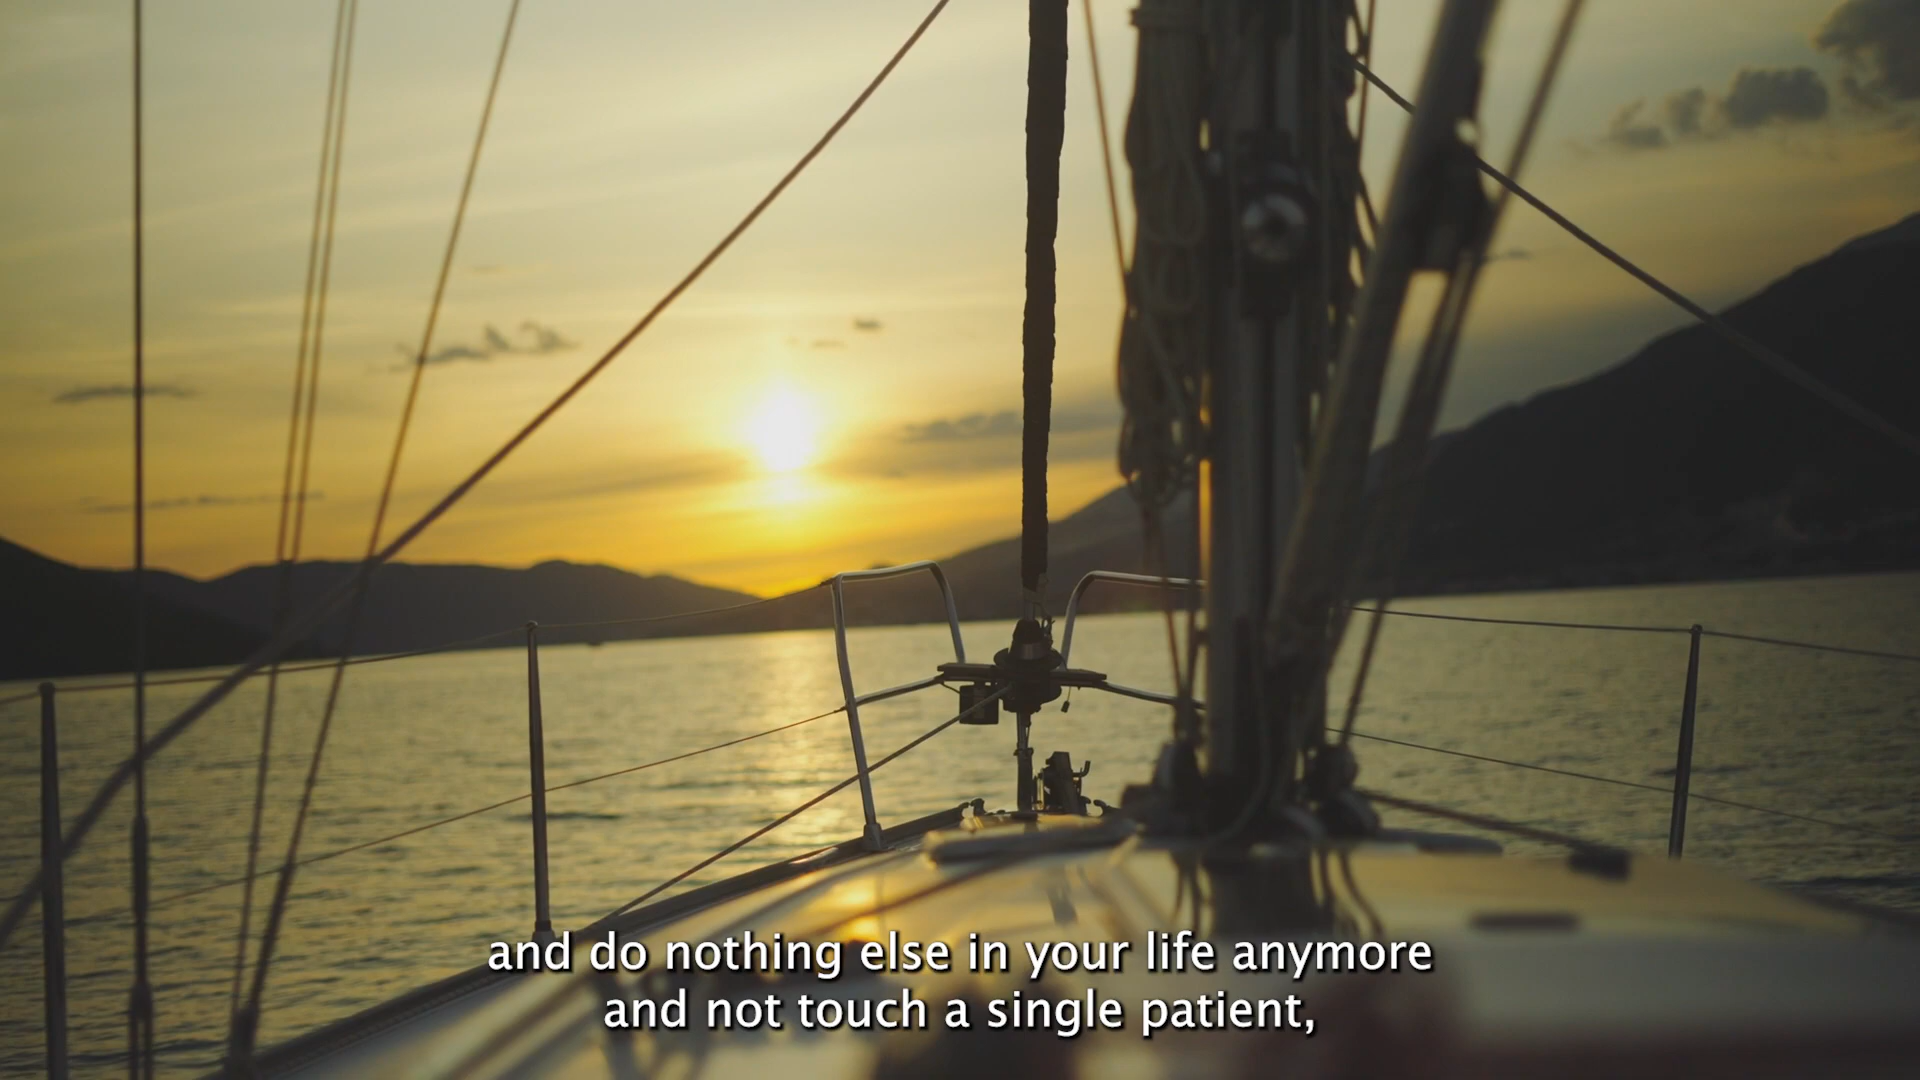 and do nothing else in your life anymore
and not touch a single patient,